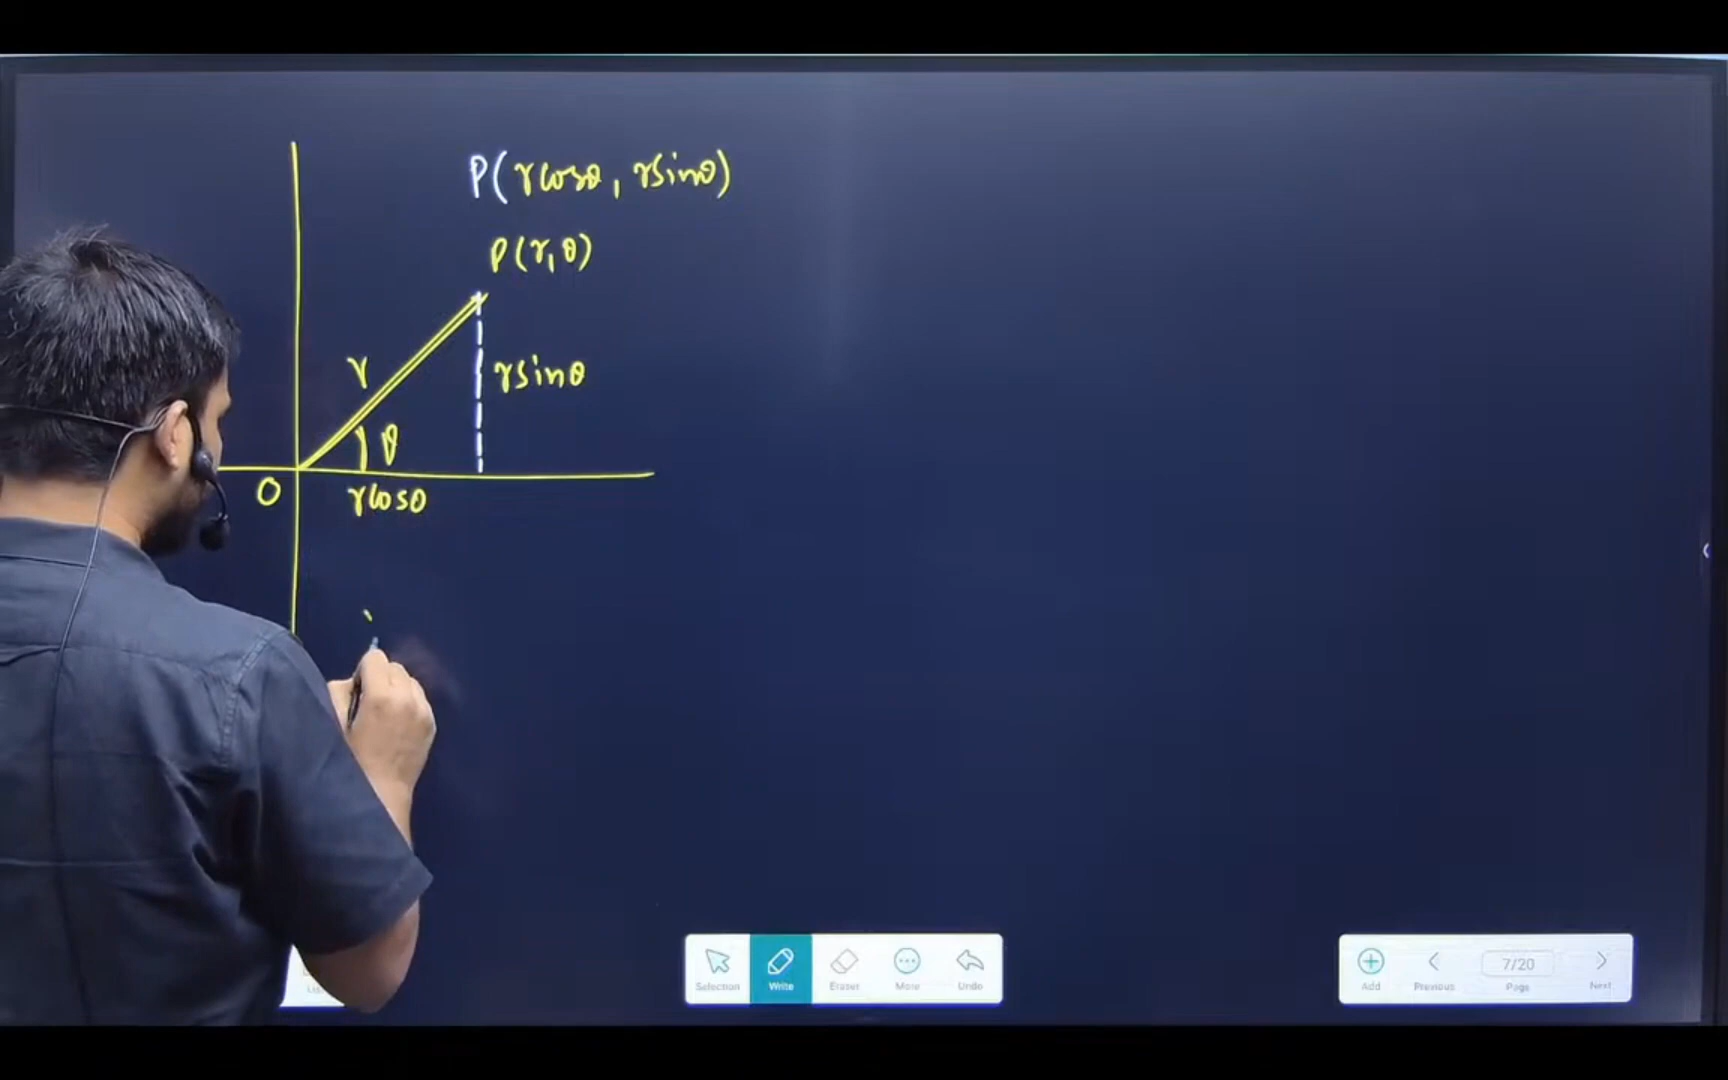 P(rcosθ, rsinθ)
P(r,θ)
r
rsinθ
θ
O
rcosθ
Selection
Write
Eraser
More
Undo
Add
Previous
7/20
Page
Next